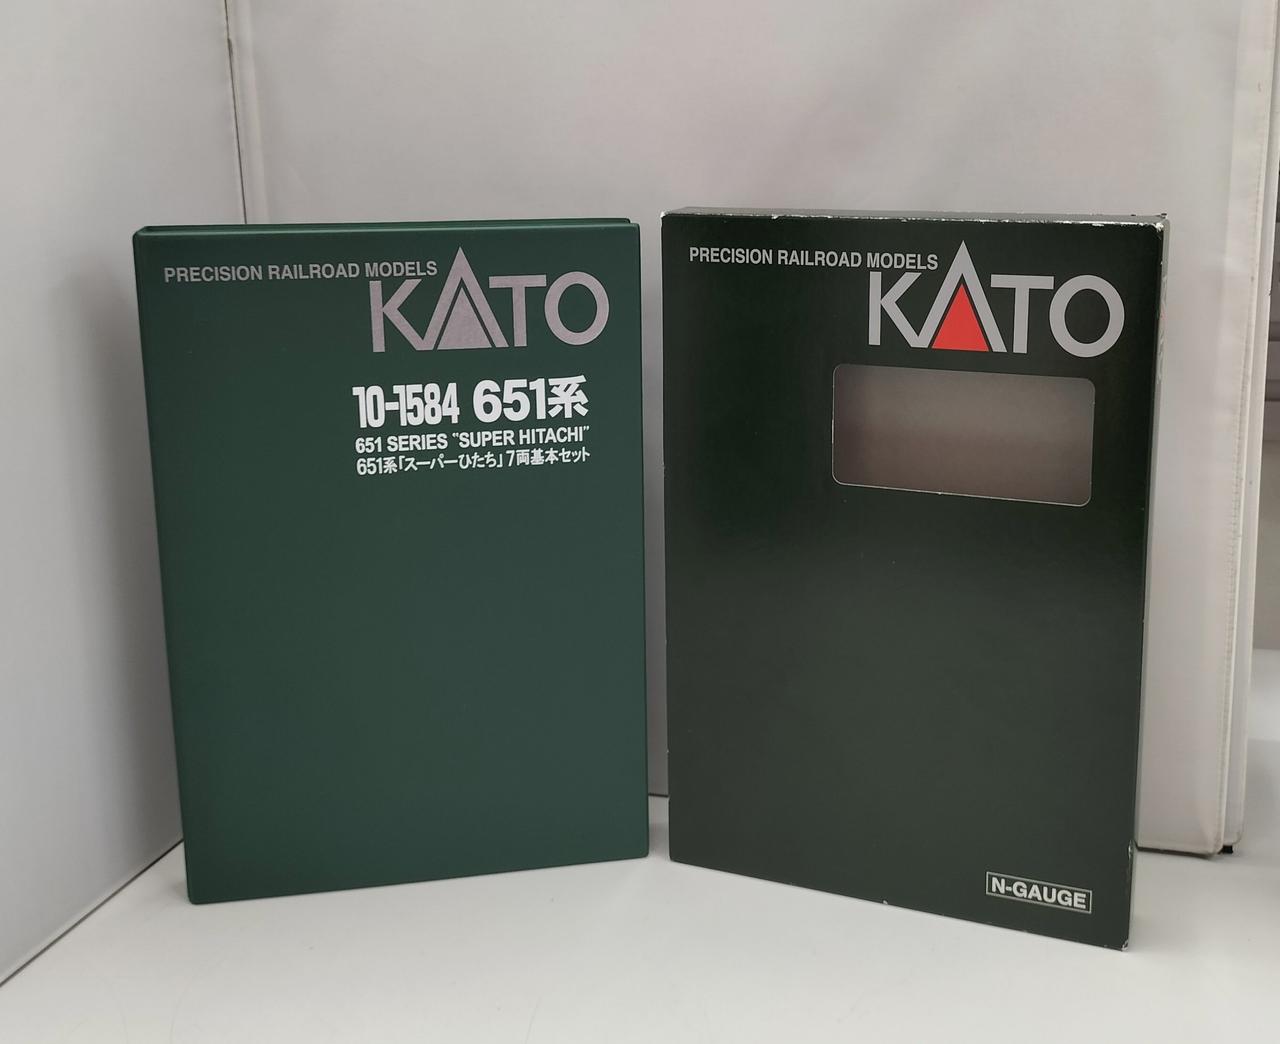 PRECISION RAILROAD MODELS
KATO
10-1584 651系
651 SERIES "SUPER HITACHI"
651系「スーパーひたち」7両基本セット
PRECISION RAILROAD MODELS
KATO
N-GAUGE